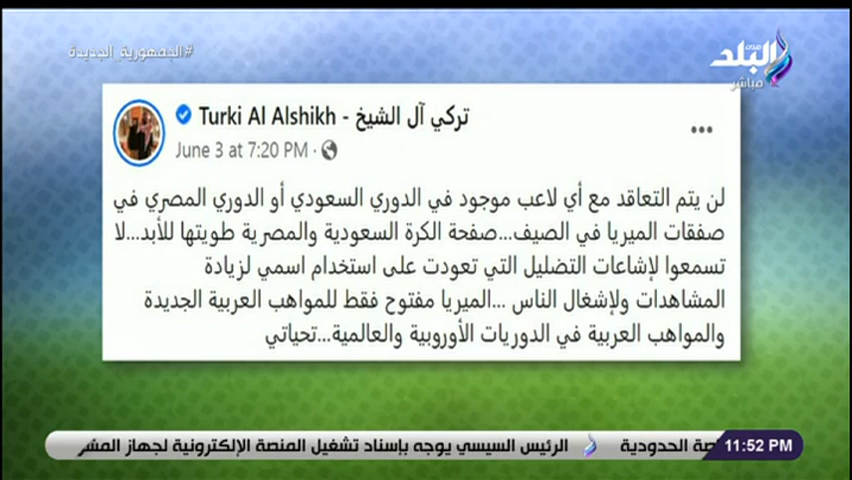 #الجمهورية_الجديدة
صدى
البلد
مباشر
Turki Al Alshikh - تركي آل الشيخ
June 3 at 7:20 PM
لن يتم التعاقد مع أي لاعب موجود في الدوري السعودي أو الدوري المصري في
صفقات الميريا في الصيف...صفحة الكرة السعودية والمصرية طويتها للأبد...لا
تسمعوا لإشاعات التضليل التي تعودت على استخدام اسمي لزيادة
المشاهدات ولإشغال الناس ...الميريا مفتوح فقط للمواهب العربية الجديدة
والمواهب العربية في الدوريات الأوروبية والعالمية...تحياتي
11:52 PM
الحدودية الرئيس السيسي يوجه بإسناد تشغيل المنصة الإلكترونية لجهاز